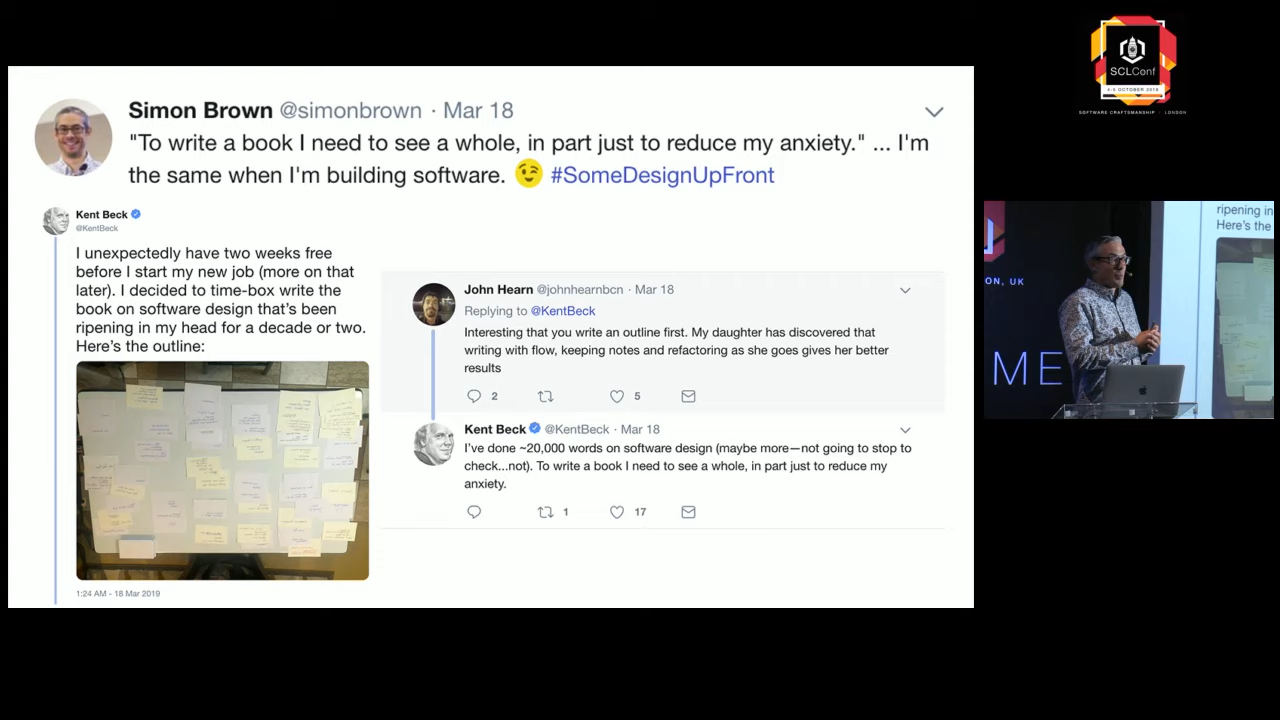 Simon Brown @simonbrown · Mar 18
"To write a book I need to see a whole, in part just to reduce my anxiety." ... I'm
the same when I'm building software. 😉 #SomeDesignUpFront
Kent Beck
@KentBeck
I unexpectedly have two weeks free
before I start my new job (more on that
later). I decided to time-box write the
book on software design that's been
ripening in my head for a decade or two.
Here's the outline:
1:24 AM - 18 Mar 2019
John Hearn @johnhearnbcn · Mar 18
Replying to @KentBeck
Interesting that you write an outline first. My daughter has discovered that
writing with flow, keeping notes and refactoring as she goes gives her better
results
2
5
Kent Beck @KentBeck · Mar 18
I've done ~20,000 words on software design (maybe more—not going to stop to
check...not). To write a book I need to see a whole, in part just to reduce my
anxiety.
1
17
SCLConf
SOFTWARE CRAFTSMANSHIP · LONDON
ripening in
Here's the
ON, UK
ME